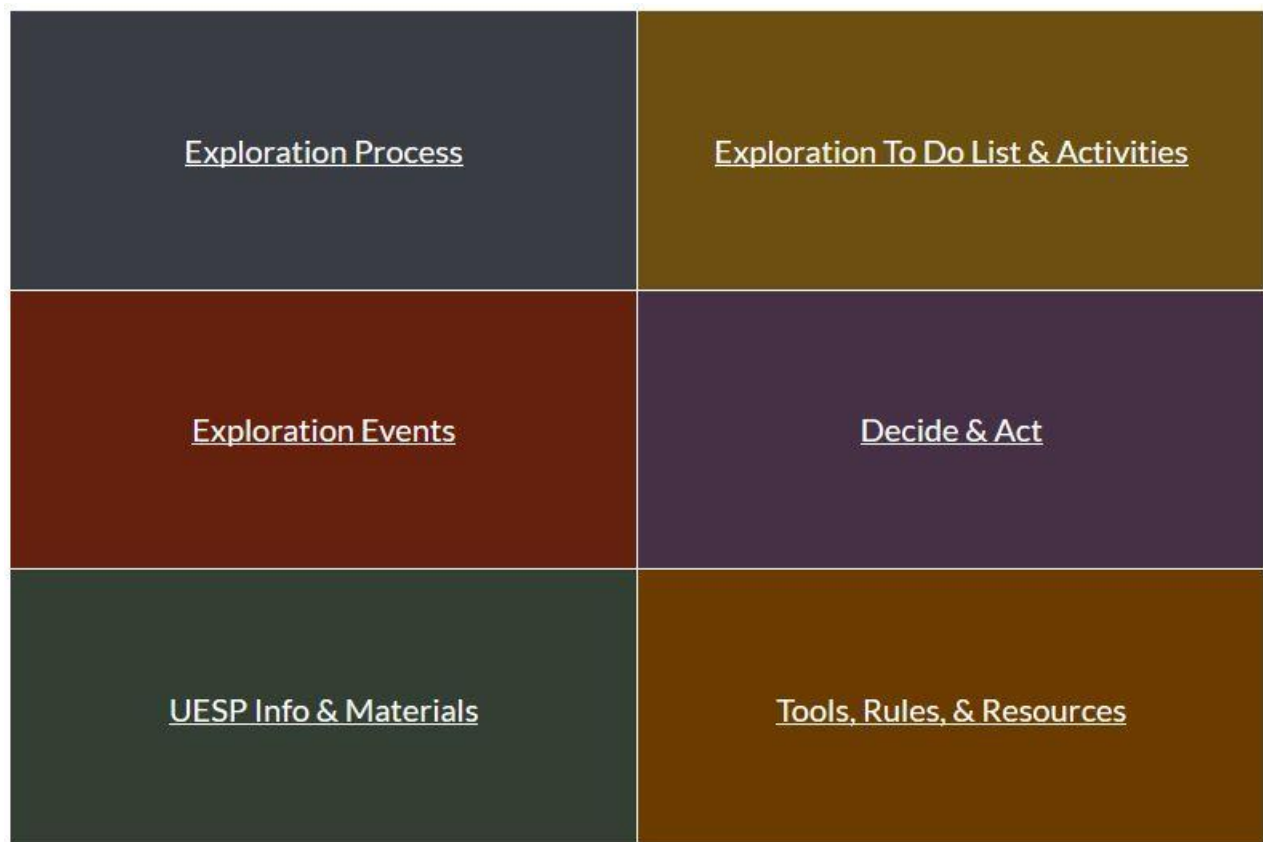 Exploration Process
Exploration To Do List & Activities
Exploration Events
Decide & Act
UESP Info & Materials
Tools, Rules, & Resources